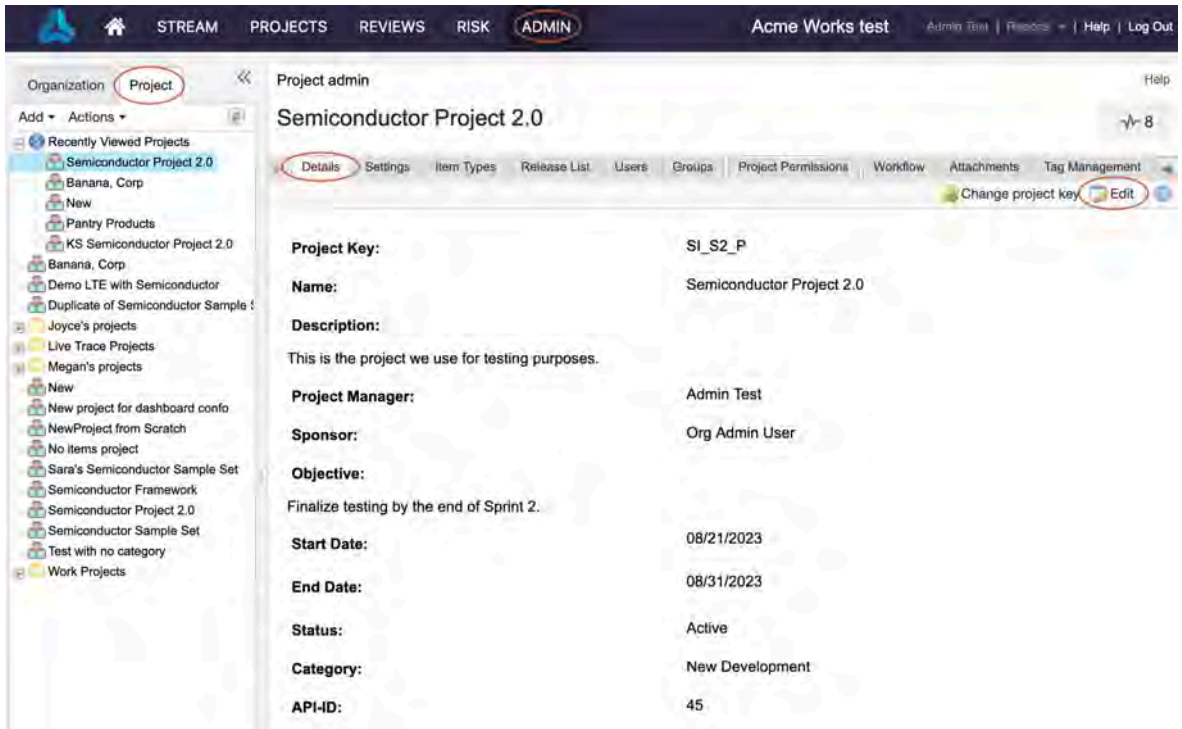 STREAM PROJECTS REVIEWS RISK ADMIN Acme Works test Admin Test | Reports | Help | Log Out
Organization Project
Add Actions
Recently Viewed Projects
Semiconductor Project 2.0
Banana, Corp
New
Pantry Products
KS Semiconductor Project 2.0
Banana, Corp
Demo LTE with Semiconductor
Duplicate of Semiconductor Sample
Joyce's projects
Live Trace Projects
Megan's projects
New
New project for dashboard confo
NewProject from Scratch
No items project
Sara's Semiconductor Sample Set
Semiconductor Framework
Semiconductor Project 2.0
Semiconductor Sample Set
Test with no category
Work Projects
Project admin Help
Semiconductor Project 2.0 8
Details Settings Item Types Release List Users Groups Project Permissions Workflow Attachments Tag Management
Change project key Edit
Project Key: SI_S2_P
Name: Semiconductor Project 2.0
Description:
This is the project we use for testing purposes.
Project Manager: Admin Test
Sponsor: Org Admin User
Objective:
Finalize testing by the end of Sprint 2.
Start Date: 08/21/2023
End Date: 08/31/2023
Status: Active
Category: New Development
API-ID: 45